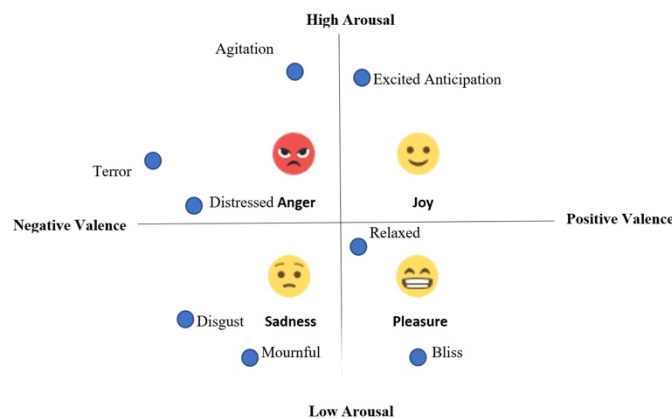 High Arousal
Agitation
Excited Anticipation
Terror
Distressed Anger
Joy
Negative Valence
Positive Valence
Relaxed
Disgust
Sadness
Pleasure
Mournful
Bliss
Low Arousal